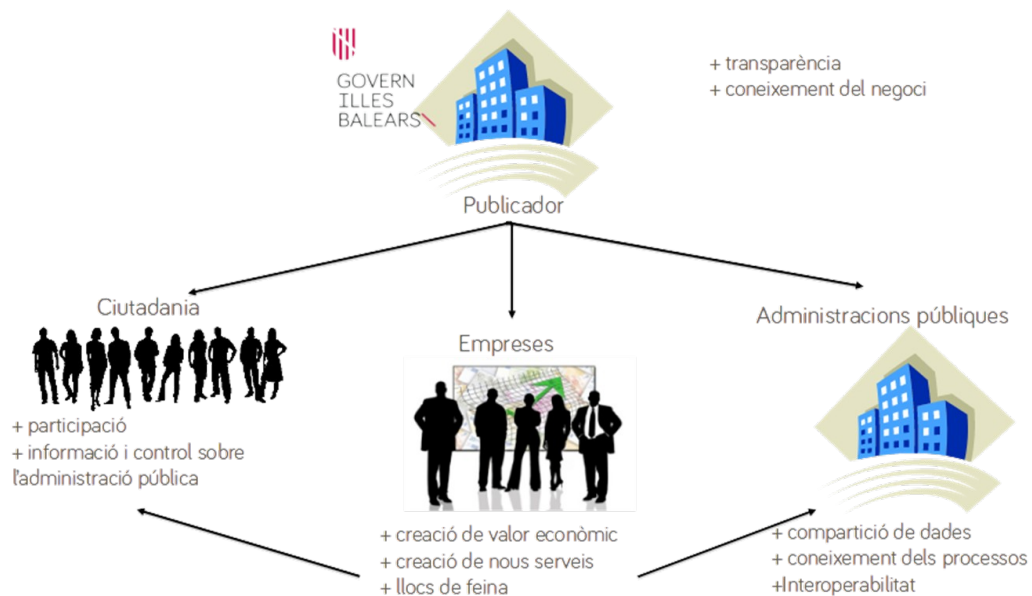 GOVERN
ILLES
BALEARS
+ transparència
+ coneixement del negoci
Publicador
Ciutadania
+ participació
+ informació i control sobre
l'administració pública
Empreses
+ creació de valor econòmic
+ creació de nous serveis
+ llocs de feina
Administracions públiques
+ compartició de dades
+ coneixement dels processos
+Interoperabilitat